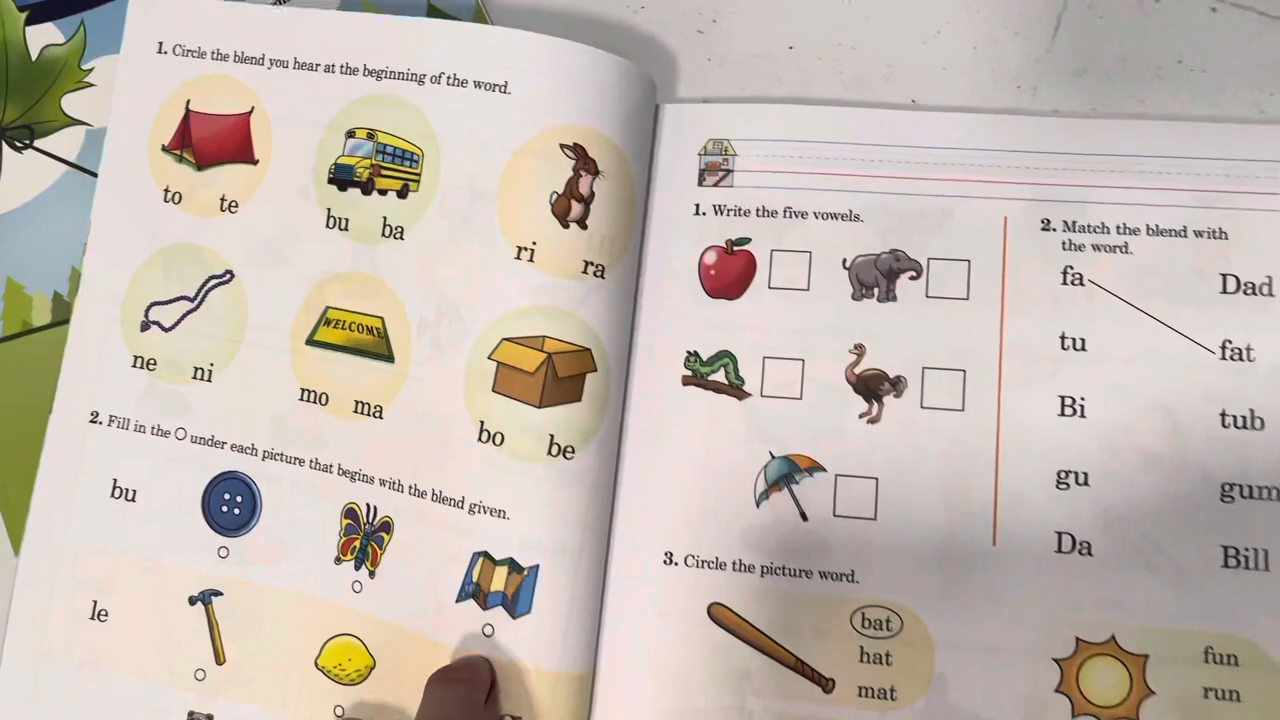 1. Circle the blend you hear at the beginning of the word.
to te
bu ba
ri ra
ne ni
WELCOME
mo ma
bo be
2. Fill in the O under each picture that begins with the blend given.
bu
le
1. Write the five vowels.
2. Match the blend with
the word.
fa Dad
tu fat
Bi tub
gu gum
Da Bill
3. Circle the picture word.
bat
hat
mat
fun
run